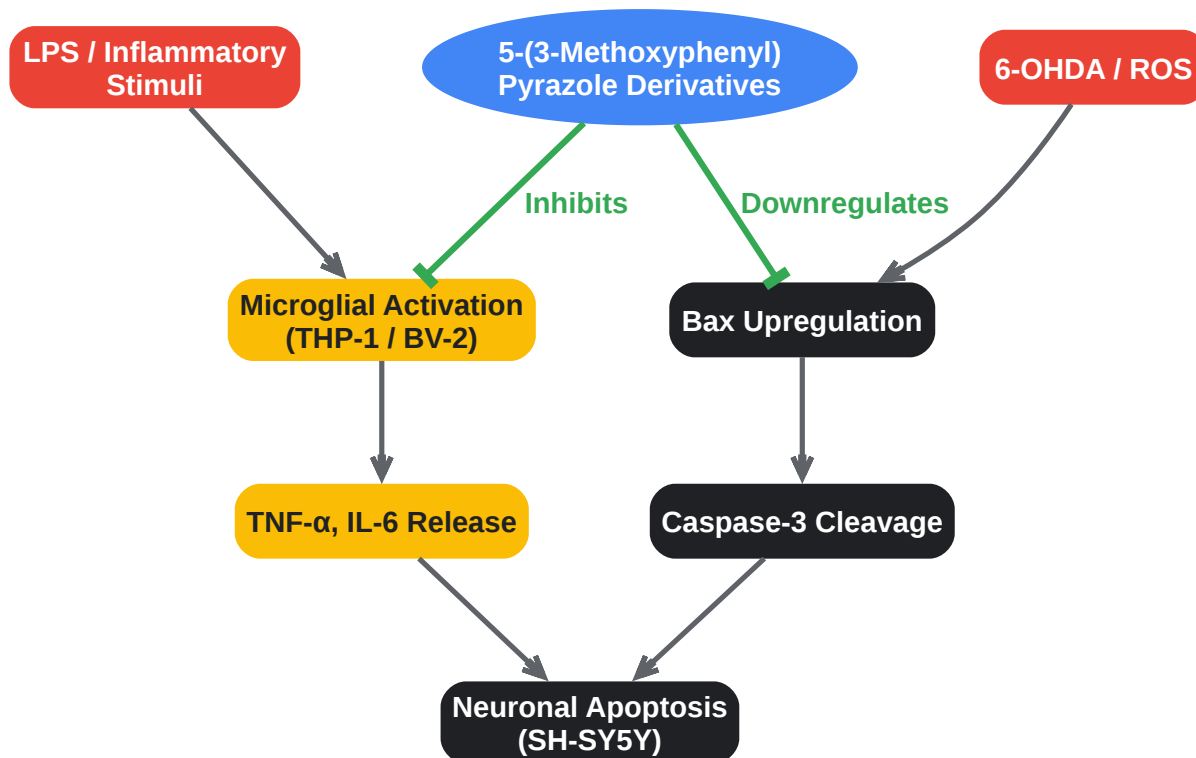 LPS / Inflammatory
Stimuli
5-(3-Methoxyphenyl)
Pyrazole Derivatives
6-OHDA / ROS
Inhibits
Downregulates
Microglial Activation
(THP-1 / BV-2)
Bax Upregulation
TNF-α, IL-6 Release
Caspase-3 Cleavage
Neuronal Apoptosis
(SH-SY5Y)